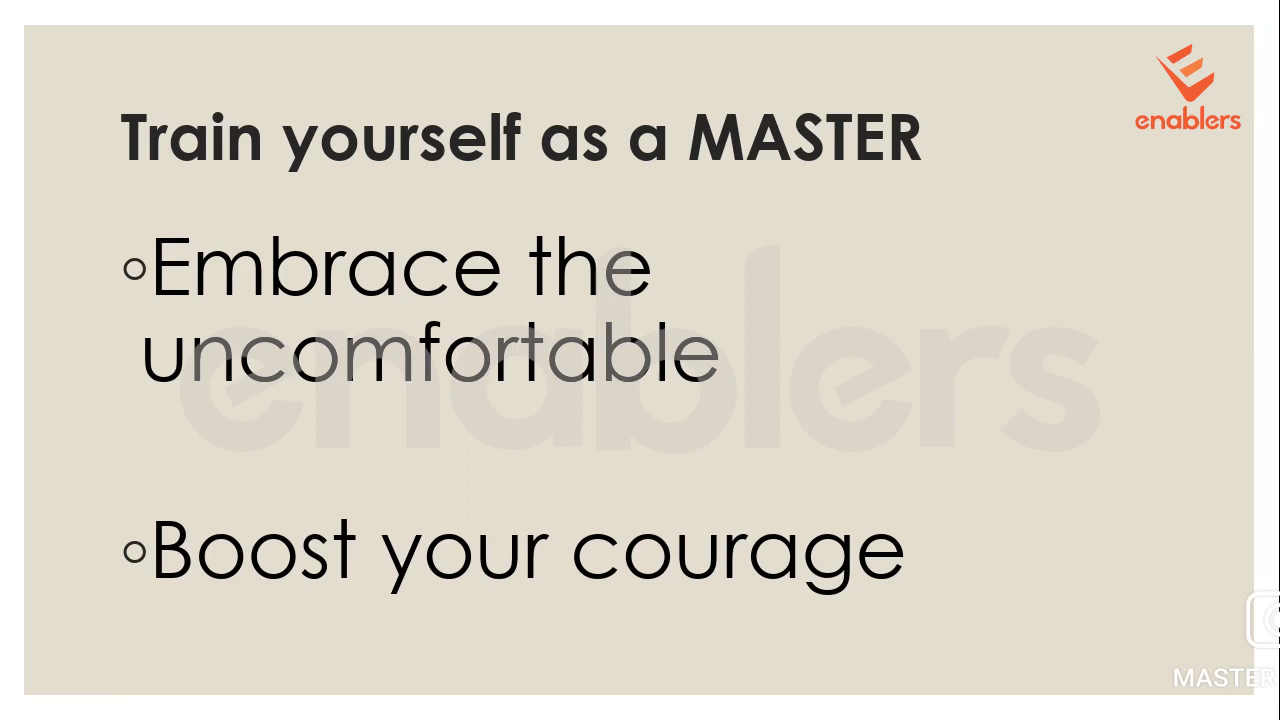 enablers
Train yourself as a MASTER
◦Embrace the
uncomfortable
enablers
◦Boost your courage
MASTER